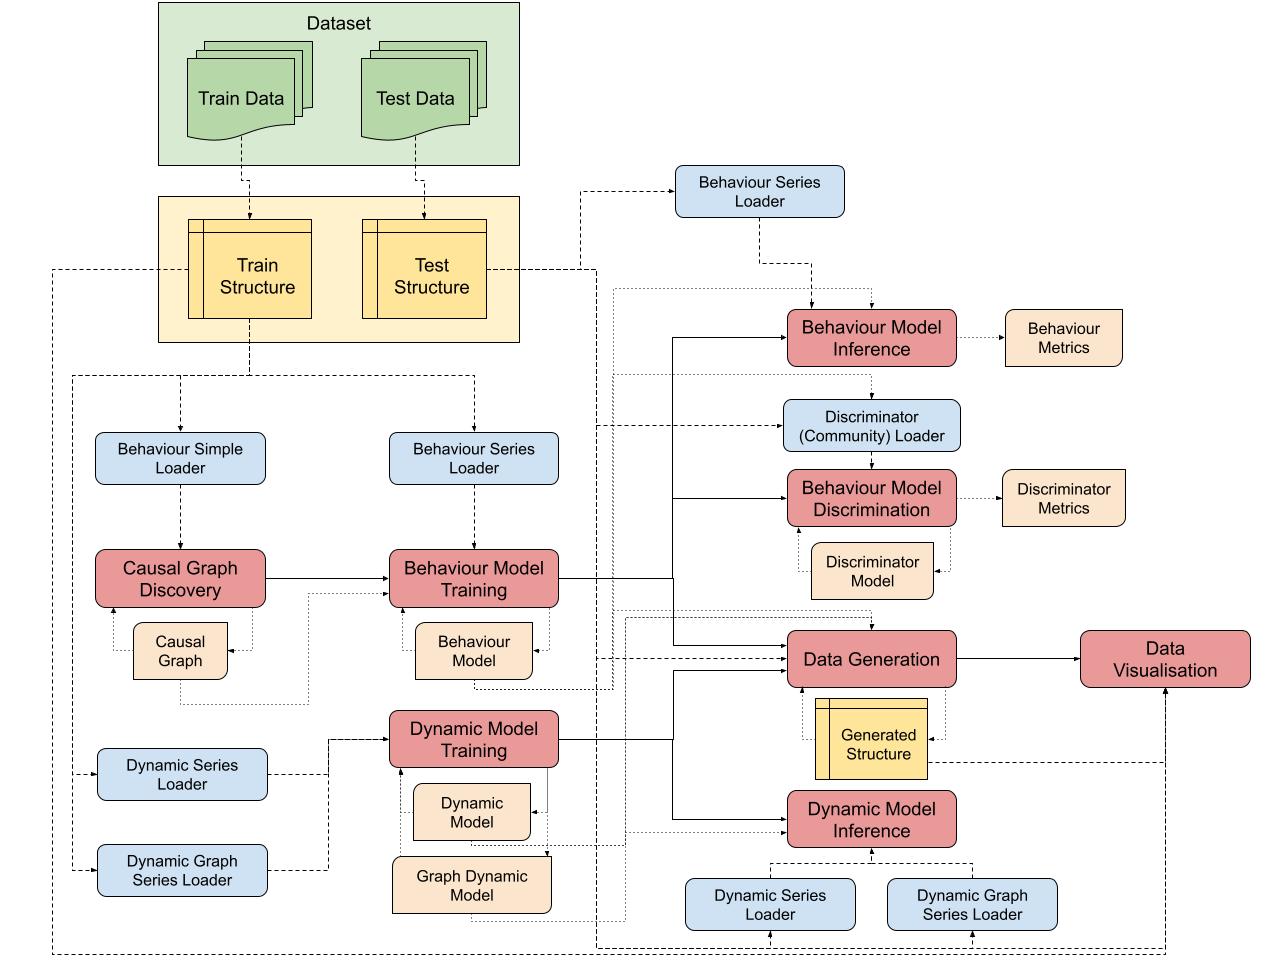 Dataset
Train Data
Test Data
Train
Structure
Test
Structure
Behaviour Series
Loader
Behaviour Model
Inference
Behaviour
Metrics
Discriminator
(Community) Loader
Behaviour Simple
Loader
Behaviour Series
Loader
Behaviour Model
Discrimination
Discriminator
Metrics
Discriminator
Model
Causal Graph
Discovery
Behaviour Model
Training
Causal
Graph
Behaviour
Model
Data Generation
Data
Visualisation
Dynamic Model
Training
Generated
Structure
Dynamic Series
Loader
Dynamic
Model
Dynamic Model
Inference
Dynamic Graph
Series Loader
Graph Dynamic
Model
Dynamic Series
Loader
Dynamic Graph
Series Loader